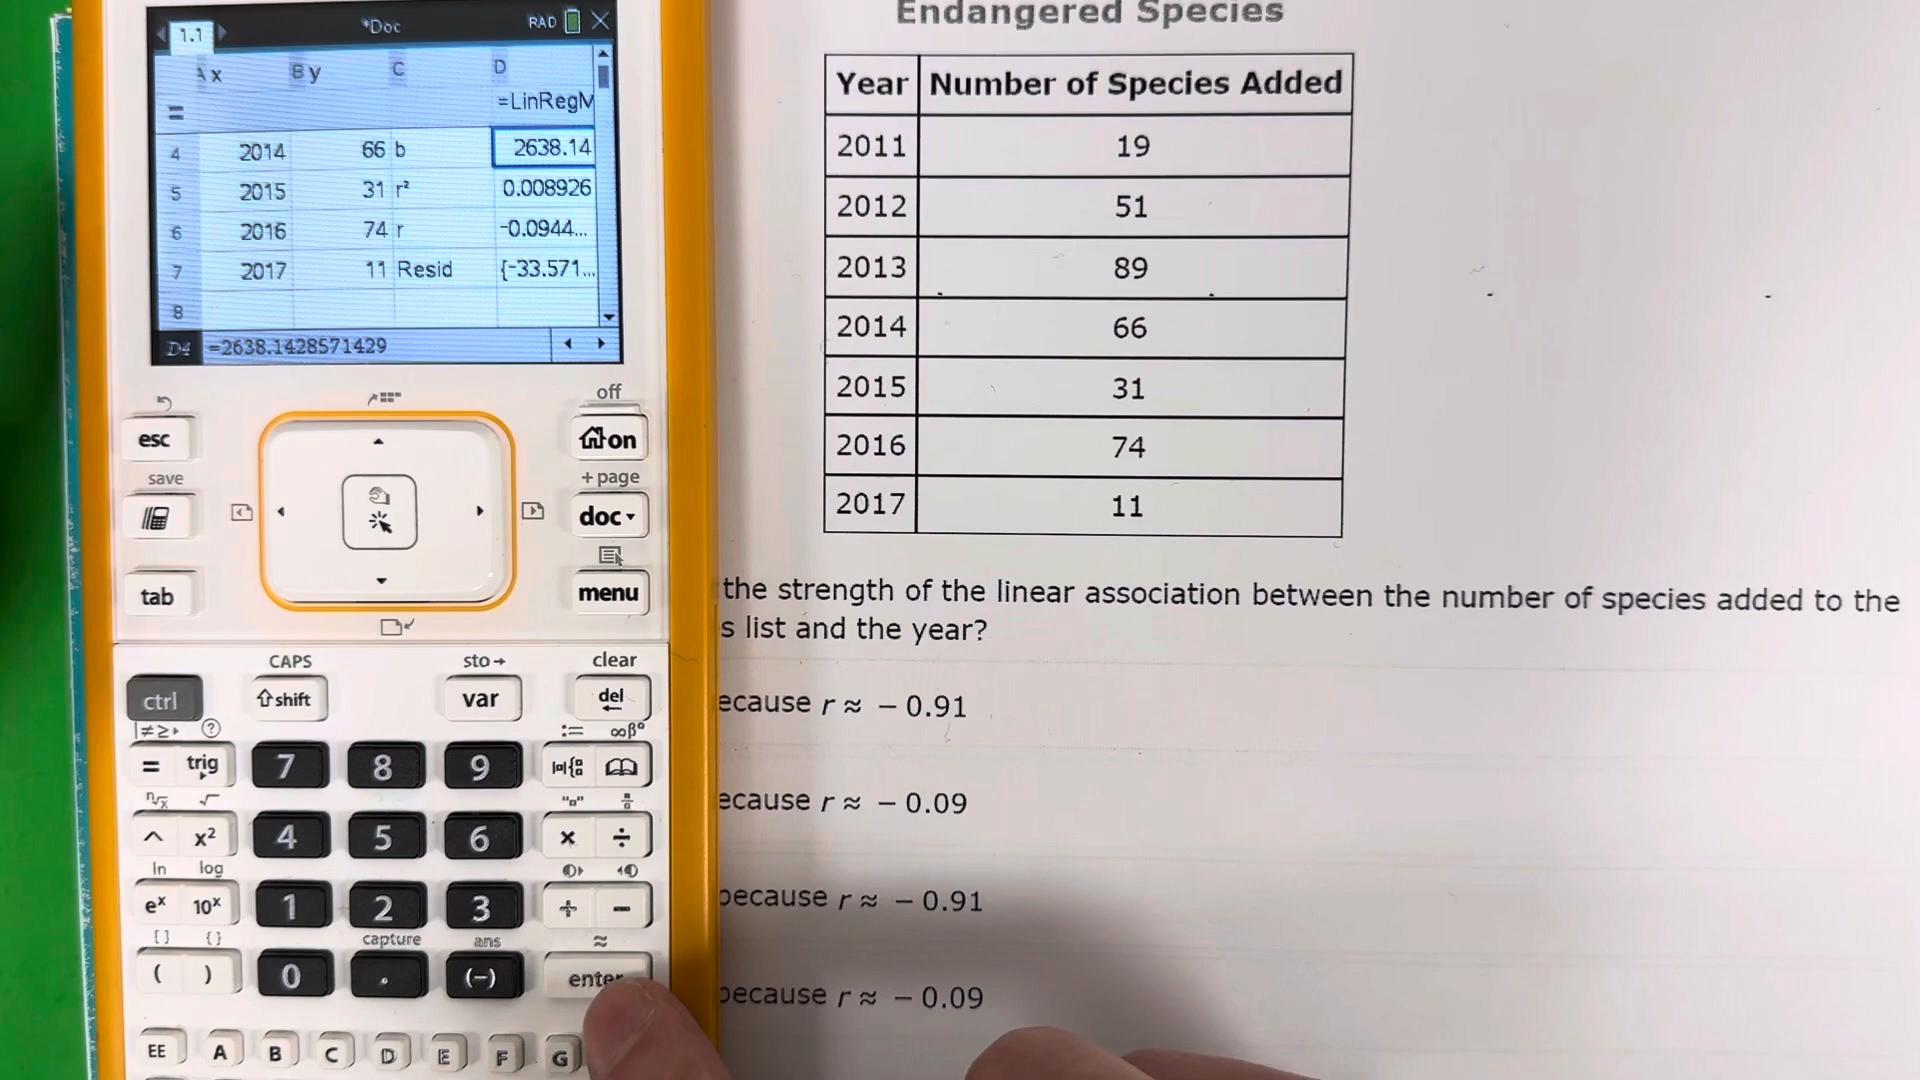 1.1 *Doc RAD
A x B y C D
= =LinRegM
4 2014 66 b 2638.14
5 2015 31 r² 0.008926
6 2016 74 r -0.0944...
7 2017 11 Resid {-33.571...
8
D4 =2638.1428571429
off
esc on
save + page
doc
tab menu
CAPS sto→ clear
ctrl shift var del
|≠≥▸ ? := ∞β°
= trig 7 8 9 |□|{
ⁿ√x √ "□"
^ x² 4 5 6 × ÷
ln log
eˣ 10ˣ 1 2 3 + −
[ ] { } capture ans ≈
( ) 0 . (−) enter
EE A B C D E F G
Endangered Species
Year Number of Species Added
2011 19
2012 51
2013 89
2014 66
2015 31
2016 74
2017 11
the strength of the linear association between the number of species added to the
s list and the year?
ecause r ≈ − 0.91
ecause r ≈ − 0.09
because r ≈ − 0.91
because r ≈ − 0.09